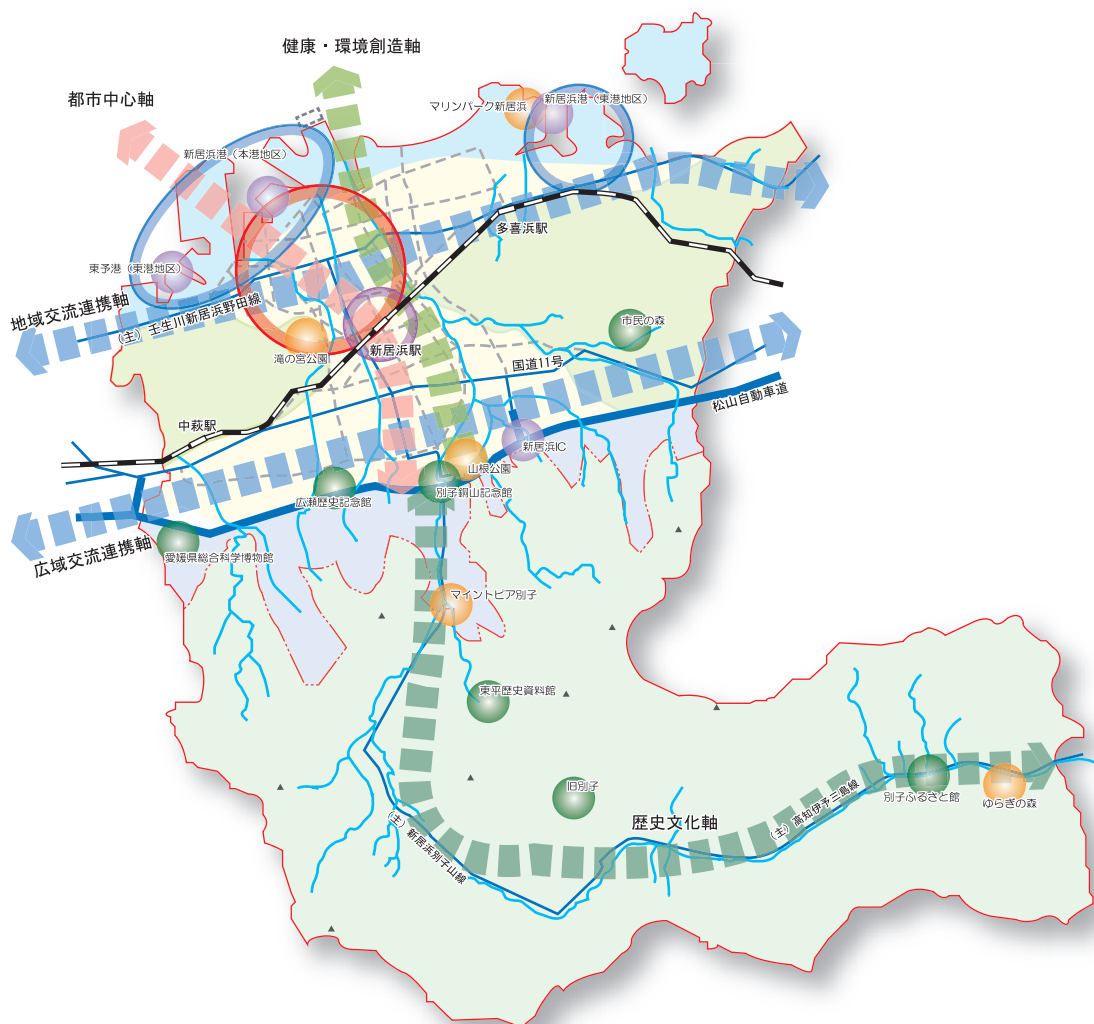 健康・環境創造軸
都市中心軸
マリンパーク新居浜
新居浜港（東港地区）
新居浜港（本港地区）
多喜浜駅
東予港（東港地区）
地域交流連携軸
（主）壬生川新居浜野田線
市民の森
新居浜駅
滝の宮公園
国道11号
松山自動車道
中萩駅
新居浜IC
山根公園
別子銅山記念館
広瀬歴史記念館
広域交流連携軸
愛媛県総合科学博物館
マイントピア別子
東平歴史資料館
旧別子
別子ふるさと館
ゆらぎの森
（主）高知伊予三島線
歴史文化軸
（主）新居浜別子山線